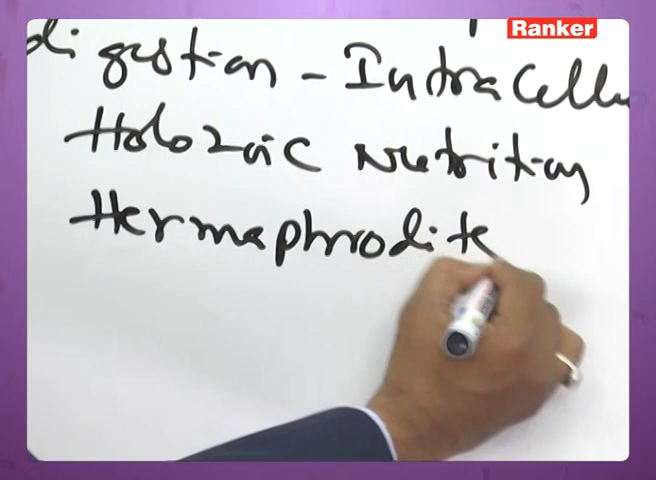 Ranker
digestion - Intracellu
Holozoic Nutrition
Hermaphrodite